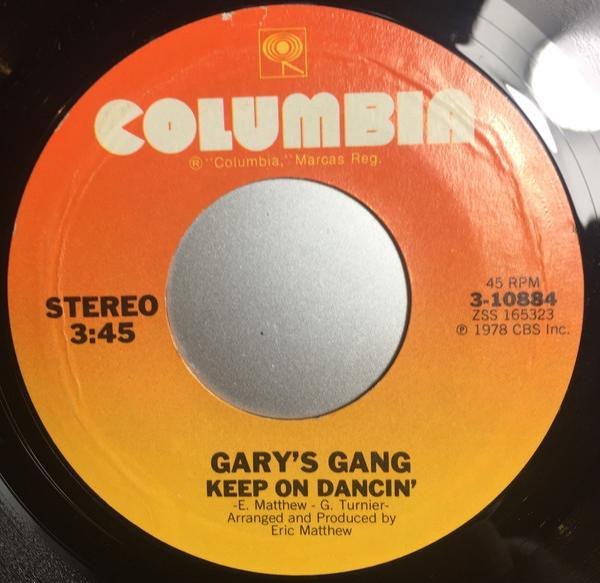 COLUMBIA
® "Columbia," Marcas Reg.
STEREO
3:45
45 RPM
3-10884
ZSS 165323
℗ 1978 CBS Inc.
GARY'S GANG
KEEP ON DANCIN'
-E. Matthew - G. Turnier-
Arranged and Produced by
Eric Matthew